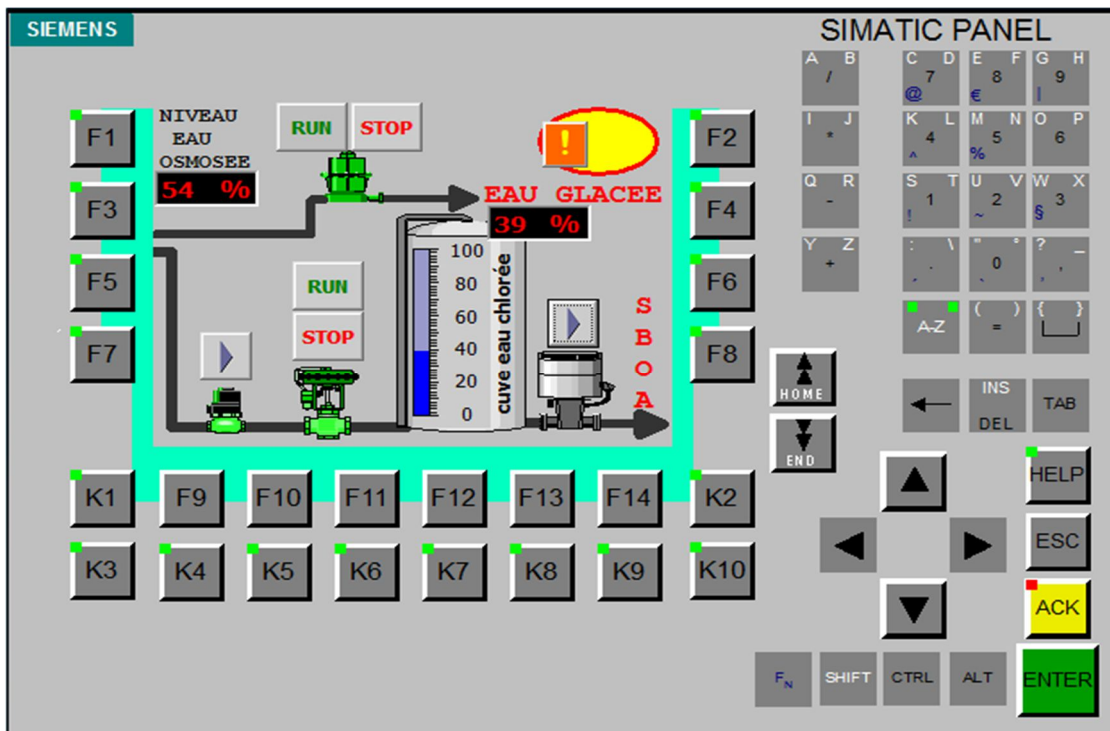 SIEMENS
SIMATIC PANEL
F1
NIVEAU
EAU
OSMOSEE
54 %
RUN STOP
!
EAU GLACEE
39 %
F2
F3
F4
F5
F6
F7
F8
RUN
STOP
100
80
60
40
20
0
cuve eau chlorée
S
B
O
A
K1 F9 F10 F11 F12 F13 F14 K2
K3 K4 K5 K6 K7 K8 K9 K10
A B
/
C D
7
@
E F
8
€
G H
9
|
I J
*
K L
4
^
M N
5
%
O P
6
Q R
-
S T
1
!
U V
2
~
W X
3
§
Y Z
+
: \
.
" °
0
? _
,
A-Z
( )
=
{ }
HOME
END
INS
DEL
TAB
HELP
ESC
ACK
FN SHIFT CTRL ALT ENTER